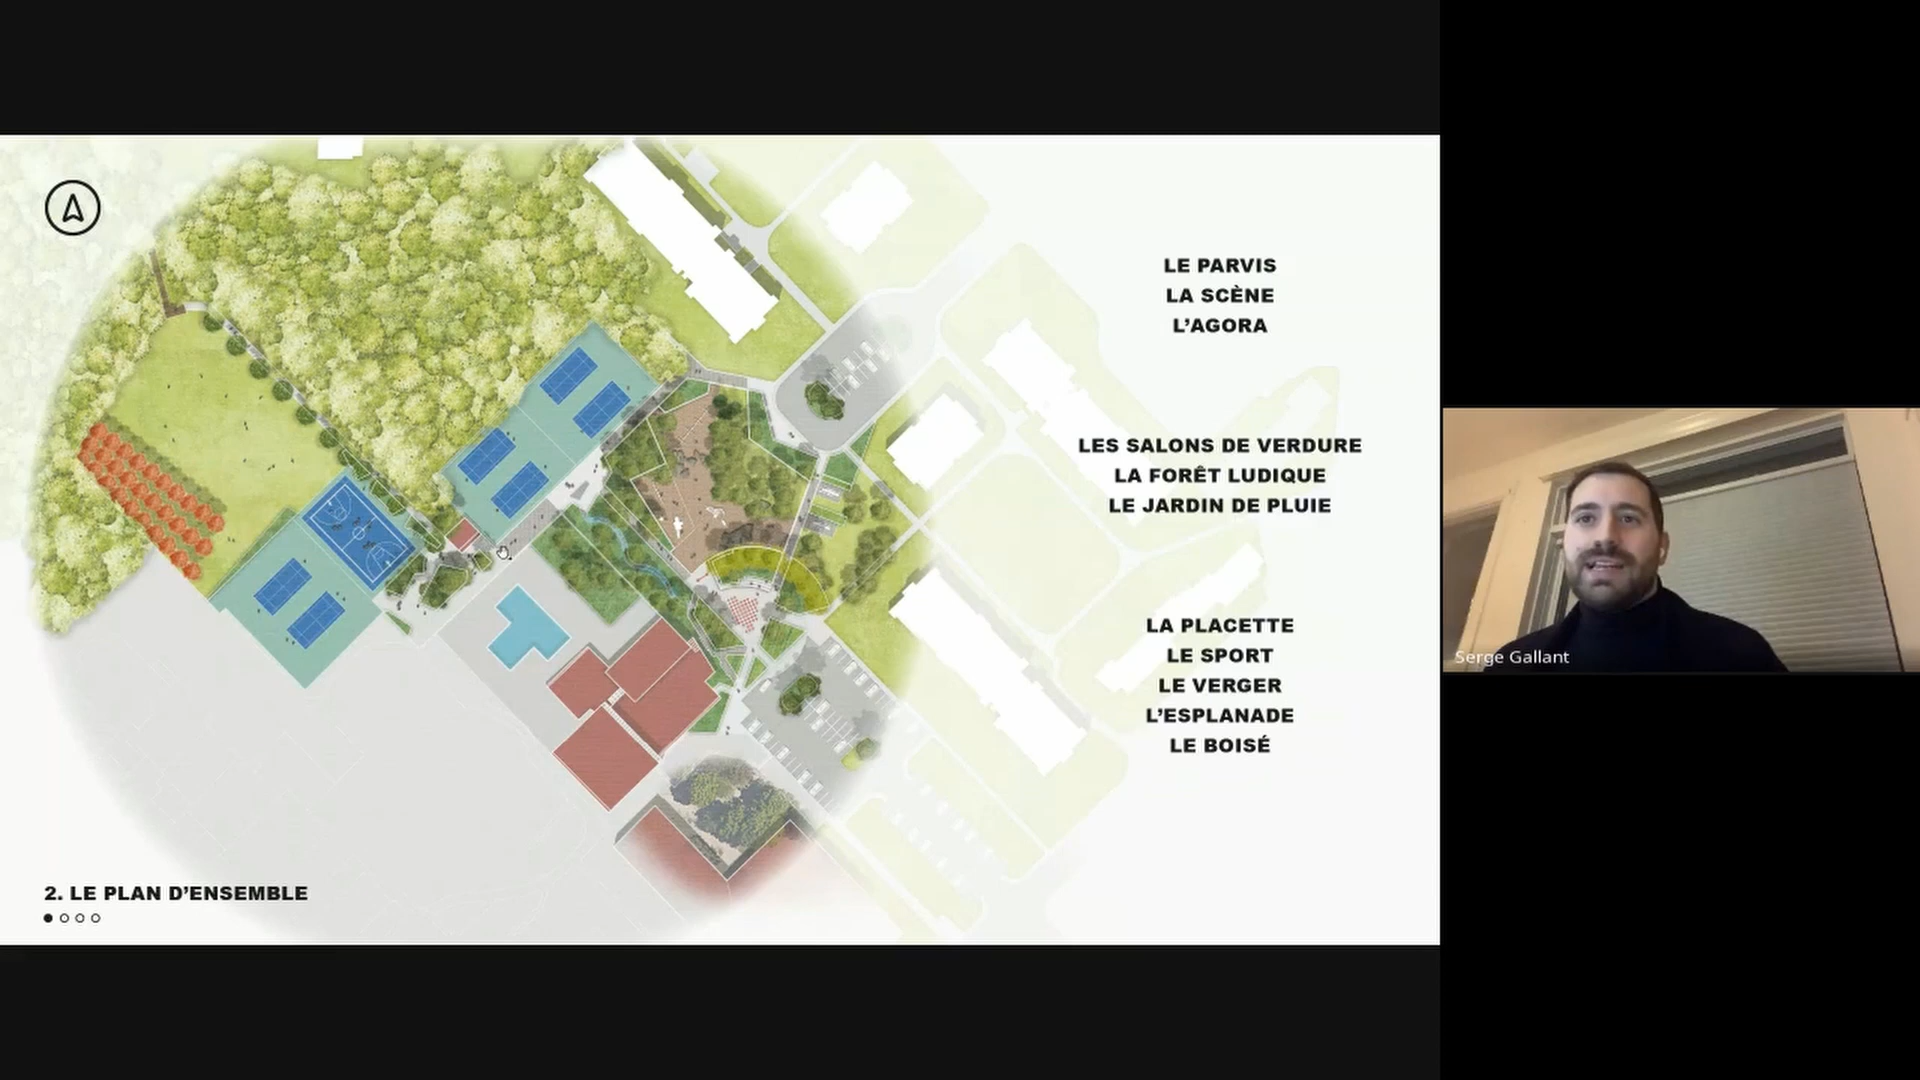 LE PARVIS
LA SCÈNE
L’AGORA
LES SALONS DE VERDURE
LA FORÊT LUDIQUE
LE JARDIN DE PLUIE
LA PLACETTE
LE SPORT
LE VERGER
L’ESPLANADE
LE BOISÉ
2. LE PLAN D’ENSEMBLE
Serge Gallant